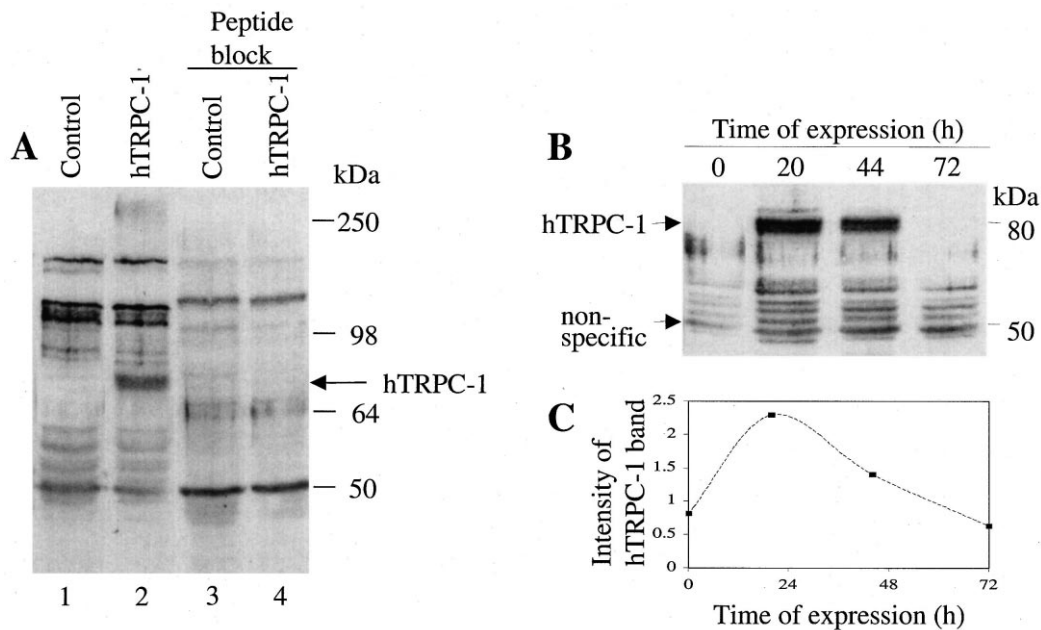 Peptide
block
Control
hTRPC-1
Control
hTRPC-1
A
kDa
250
98
hTRPC-1
64
50
1 2 3 4
B
Time of expression (h)
0 20 44 72
kDa
hTRPC-1
80
non-
specific
50
C
Intensity of
hTRPC-1 band
2.5
2
1.5
1
0.5
0
0 24 48 72
Time of expression (h)